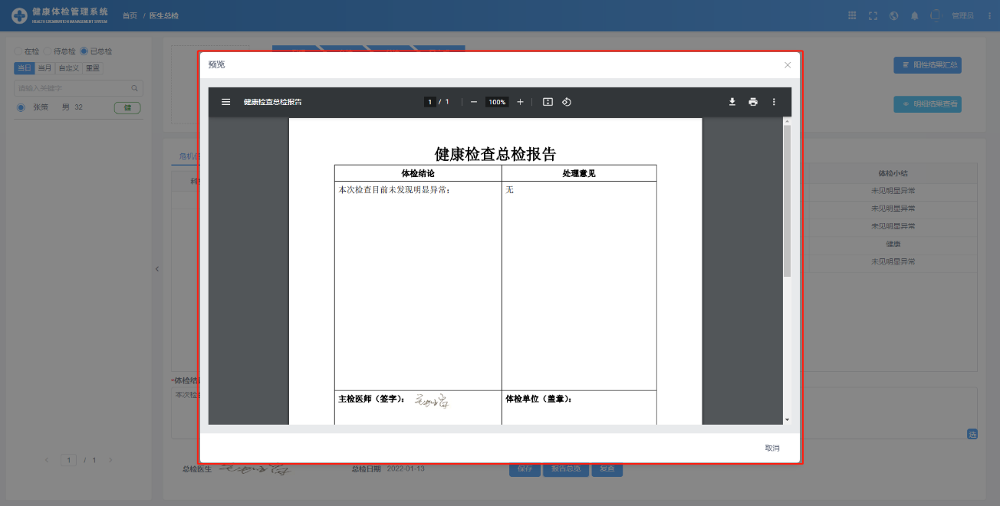 健康体检管理系统
HEALTH EXAMINATION MANAGEMENT SYSTEM
首页 / 医生总检
管理员
在检 待总检 已总检
当日 当月 自定义 重置
请输入关键字
张策 男 32 健
1 / 1
阳性结果汇总
明细结果查看
体检小结
未见明显异常
未见明显异常
未见明显异常
健康
未见明显异常
预览
健康检查总检报告
1 / 1
100%
健康检查总检报告
体检结论 处理意见
本次检查目前未发现明显异常； 无
主检医师（签字）： 体检单位（盖章）：
取消
*体检结
本次检
选
总检医生
总检日期 2022-01-13
保存 报告总览 复查